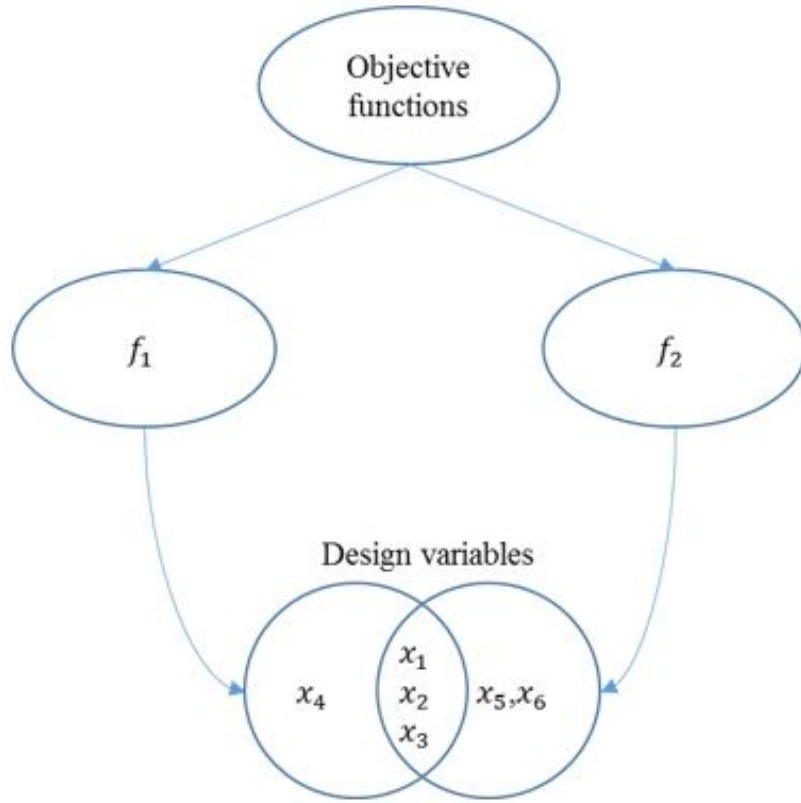 Objective
functions
f₁
f₂
Design variables
x₁
x₄ x₂ x₅,x₆
x₃